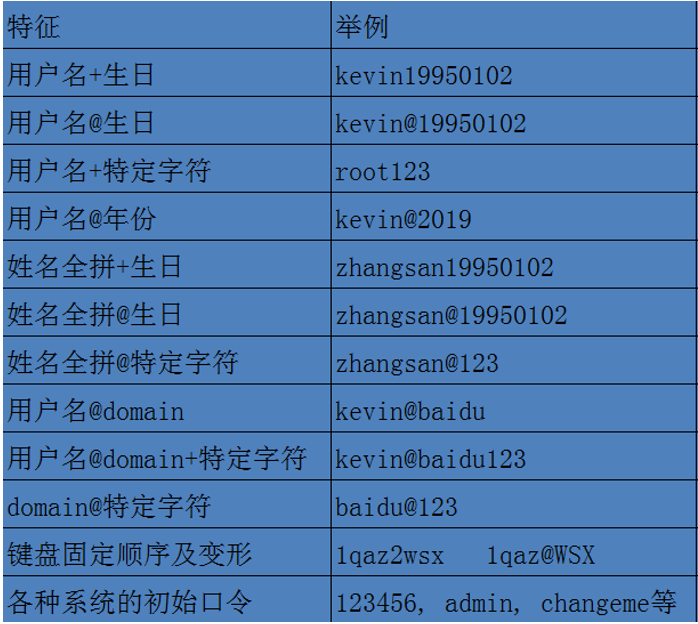 特征 举例
用户名+生日 kevin19950102
用户名@生日 kevin@19950102
用户名+特定字符 root123
用户名@年份 kevin@2019
姓名全拼+生日 zhangsan19950102
姓名全拼@生日 zhangsan@19950102
姓名全拼@特定字符 zhangsan@123
用户名@domain kevin@baidu
用户名@domain+特定字符 kevin@baidu123
domain@特定字符 baidu@123
键盘固定顺序及变形 1qaz2wsx 1qaz@WSX
各种系统的初始口令 123456, admin, changeme等